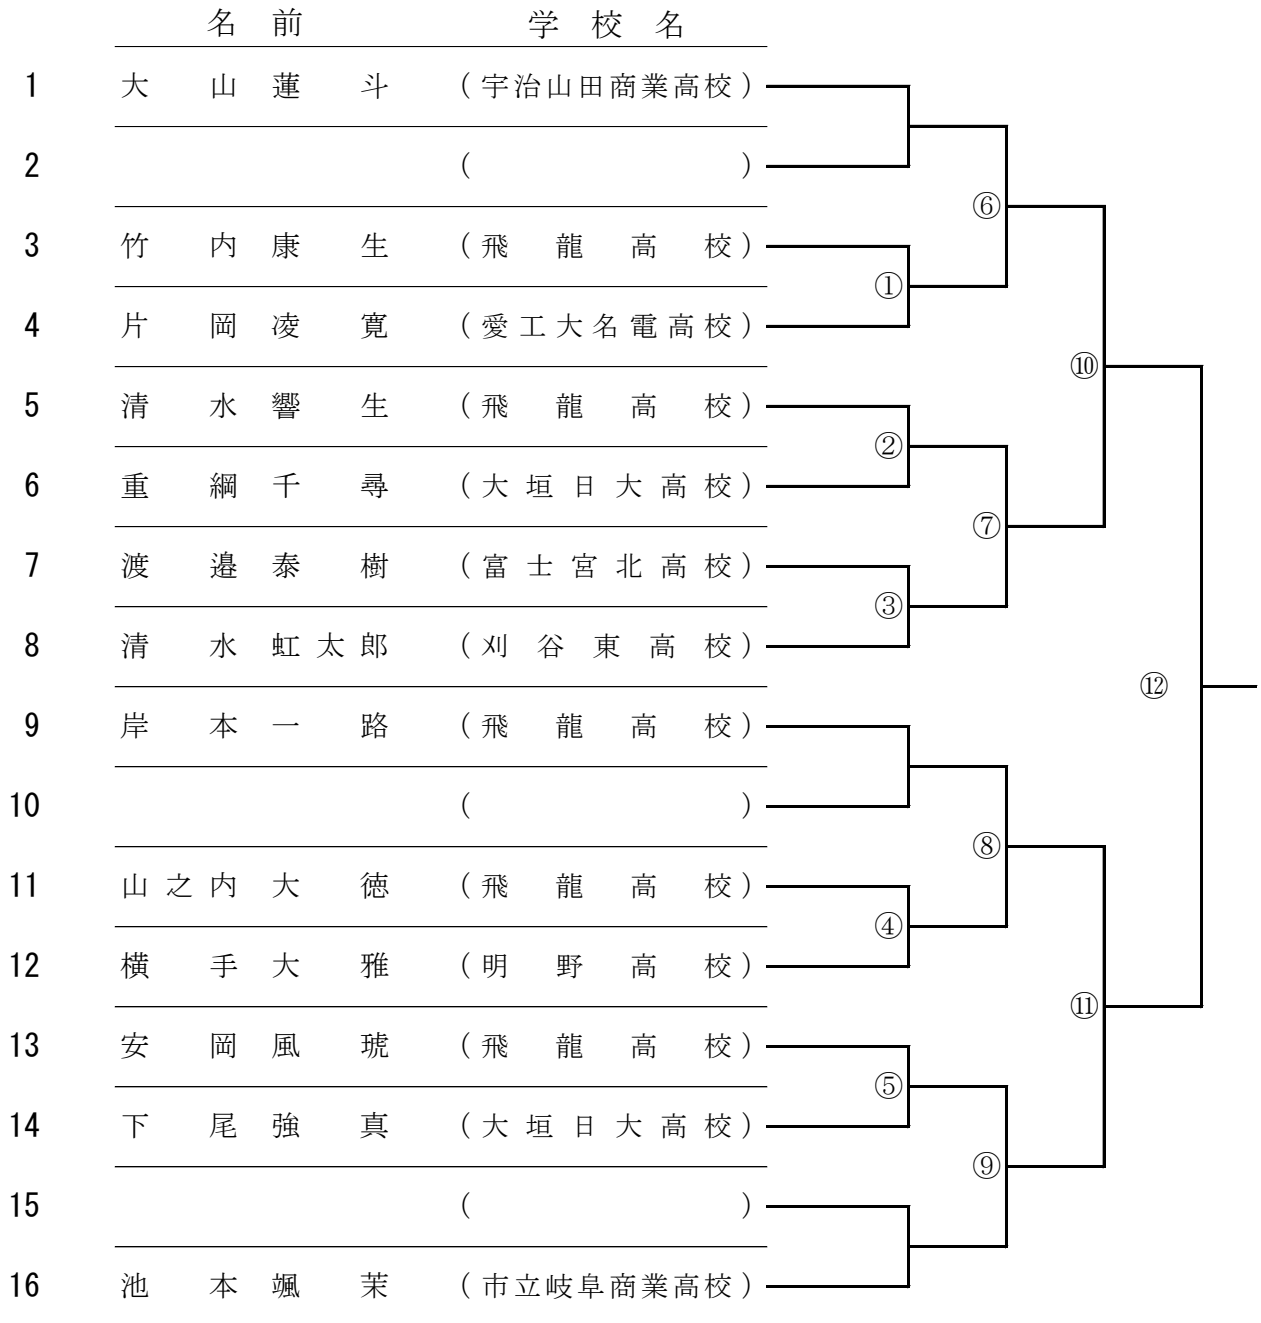 名前 学校名
1 大山蓮斗 (宇治山田商業高校)
2 ( )
⑥
3 竹内康生 (飛龍高校)
①
4 片岡凌寛 (愛工大名電高校)
⑩
5 清水響生 (飛龍高校)
②
6 重綱千尋 (大垣日大高校)
⑦
7 渡邉泰樹 (富士宮北高校)
③
8 清水虹太郎 (刈谷東高校)
⑫
9 岸本一路 (飛龍高校)
10 ( )
⑧
11 山之内大徳 (飛龍高校)
④
12 横手大雅 (明野高校)
⑪
13 安岡風琥 (飛龍高校)
⑤
14 下尾強真 (大垣日大高校)
⑨
15 ( )
16 池本颯茉 (市立岐阜商業高校)